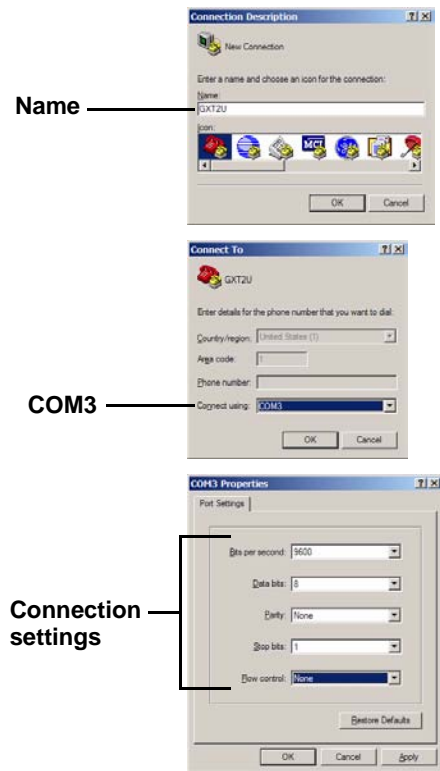 Connection Description
New Connection
Enter a name and choose an icon for the connection:
Name:
Name
GXT2U
Icon:
MCI
OK Cancel
Connect To
GXT2U
Enter details for the phone number that you want to dial:
Country/region: United States (1)
Area code: 1
Phone number:
COM3
Connect using: COM3
OK Cancel
COM3 Properties
Port Settings
Bits per second: 9600
Data bits: 8
Parity: None
Connection
settings
Stop bits: 1
Flow control: None
Restore Defaults
OK Cancel Apply